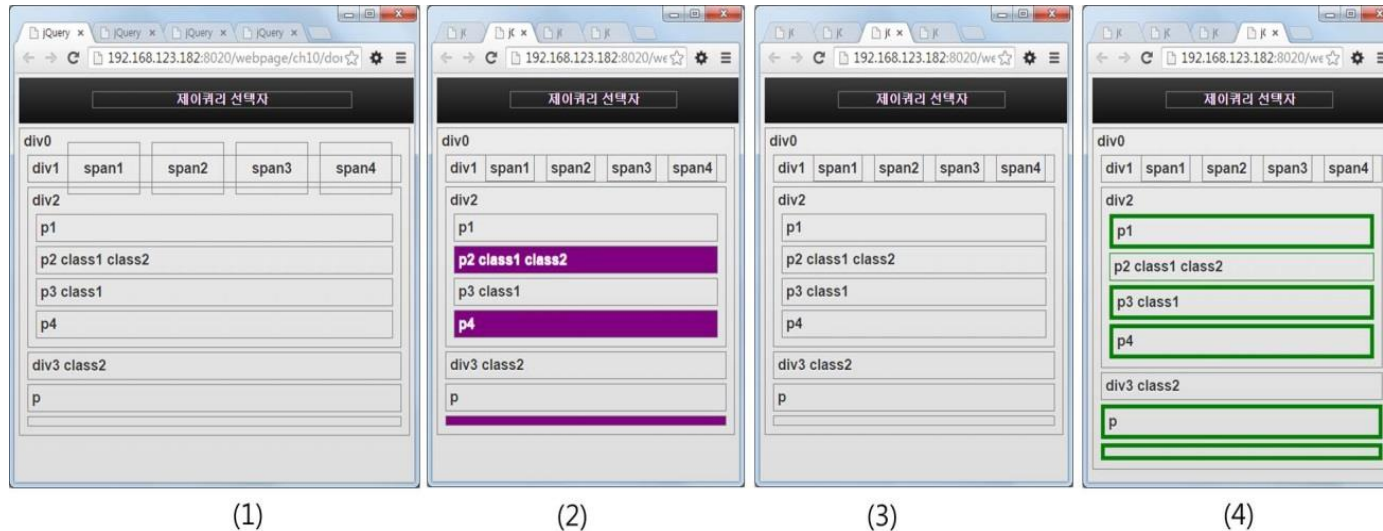 jQuery × jQuery × jQuery × jQuery ×
192.168.123.182:8020/webpage/ch10/do
제이쿼리 선택자
div0
div1 span1 span2 span3 span4
div2
p1
p2 class1 class2
p3 class1
p4
div3 class2
p
(1)
192.168.123.182:8020/we
제이쿼리 선택자
div0
div1 span1 span2 span3 span4
div2
p1
p2 class1 class2
p3 class1
p4
div3 class2
p
(2)
192.168.123.182:8020/we
제이쿼리 선택자
div0
div1 span1 span2 span3 span4
div2
p1
p2 class1 class2
p3 class1
p4
div3 class2
p
(3)
192.168.123.182:8020/we
제이쿼리 선택자
div0
div1 span1 span2 span3 span4
div2
p1
p2 class1 class2
p3 class1
p4
div3 class2
p
(4)